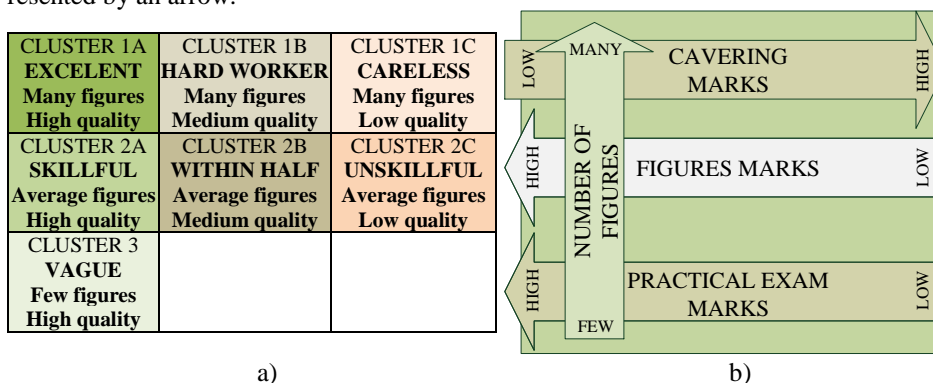 resented by an arrow.
CLUSTER 1A
EXCELENT
Many figures
High quality
CLUSTER 1B
HARD WORKER
Many figures
Medium quality
CLUSTER 1C
CARELESS
Many figures
Low quality
CLUSTER 2A
SKILLFUL
Average figures
High quality
CLUSTER 2B
WITHIN HALF
Average figures
Medium quality
CLUSTER 2C
UNSKILLFUL
Average figures
Low quality
CLUSTER 3
VAGUE
Few figures
High quality
a)
LOW
MANY
CAVERING
MARKS
HIGH
HIGH
NUMBER OF
FIGURES
FIGURES MARKS
LOW
HIGH
PRACTICAL EXAM
MARKS
LOW
FEW
b)